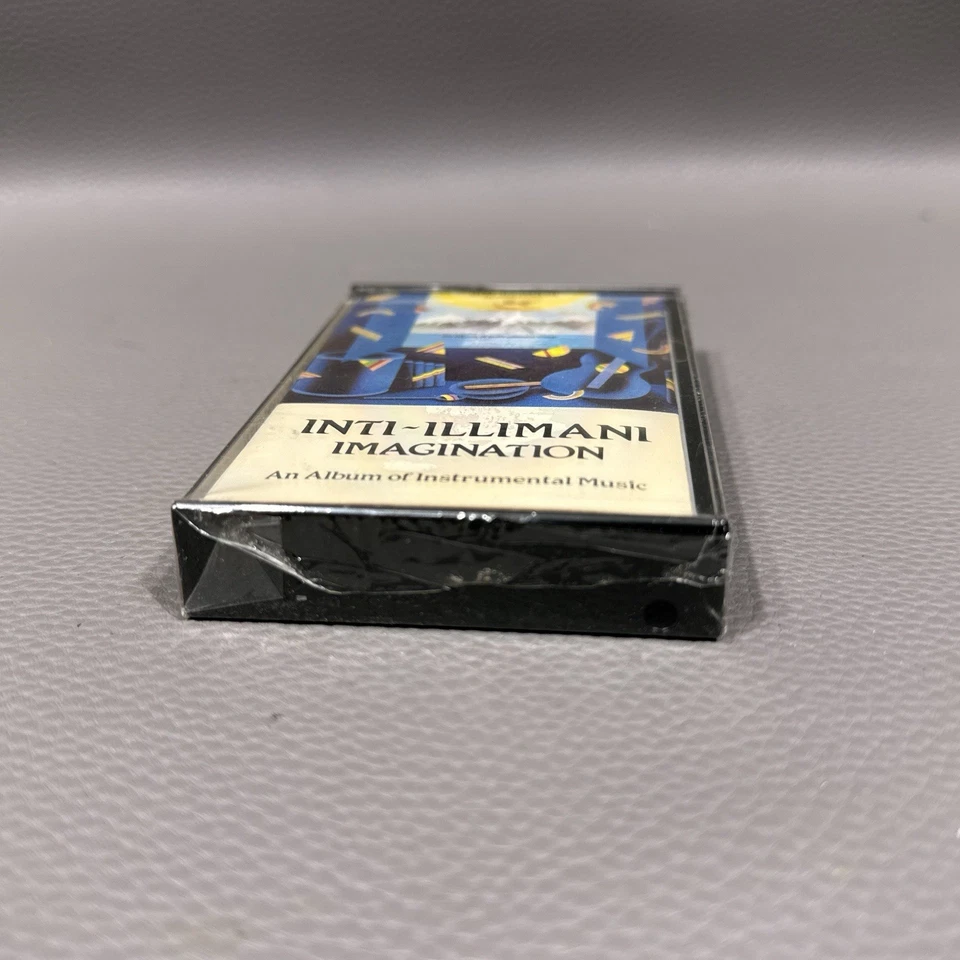 INTI~ILLIMANI
IMAGINATION
An Album of Instrumental Music